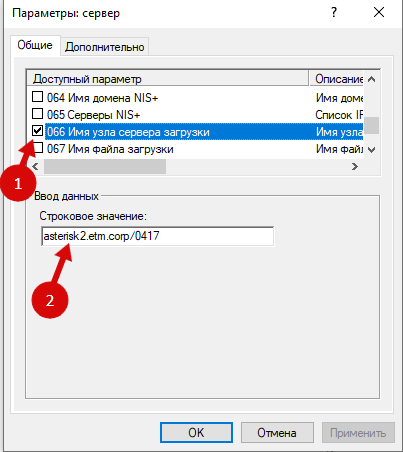 Параметры: сервер
Общие Дополнительно
Доступный параметр Описание
064 Имя домена NIS+ Имя доме
065 Серверы NIS+ Список IF
066 Имя узла сервера загрузки Имя узла
067 Имя файла загрузки Имя файл
1
Ввод данных
Строковое значение:
asterisk2.etm.corp/0417
2
OK Отмена Применить